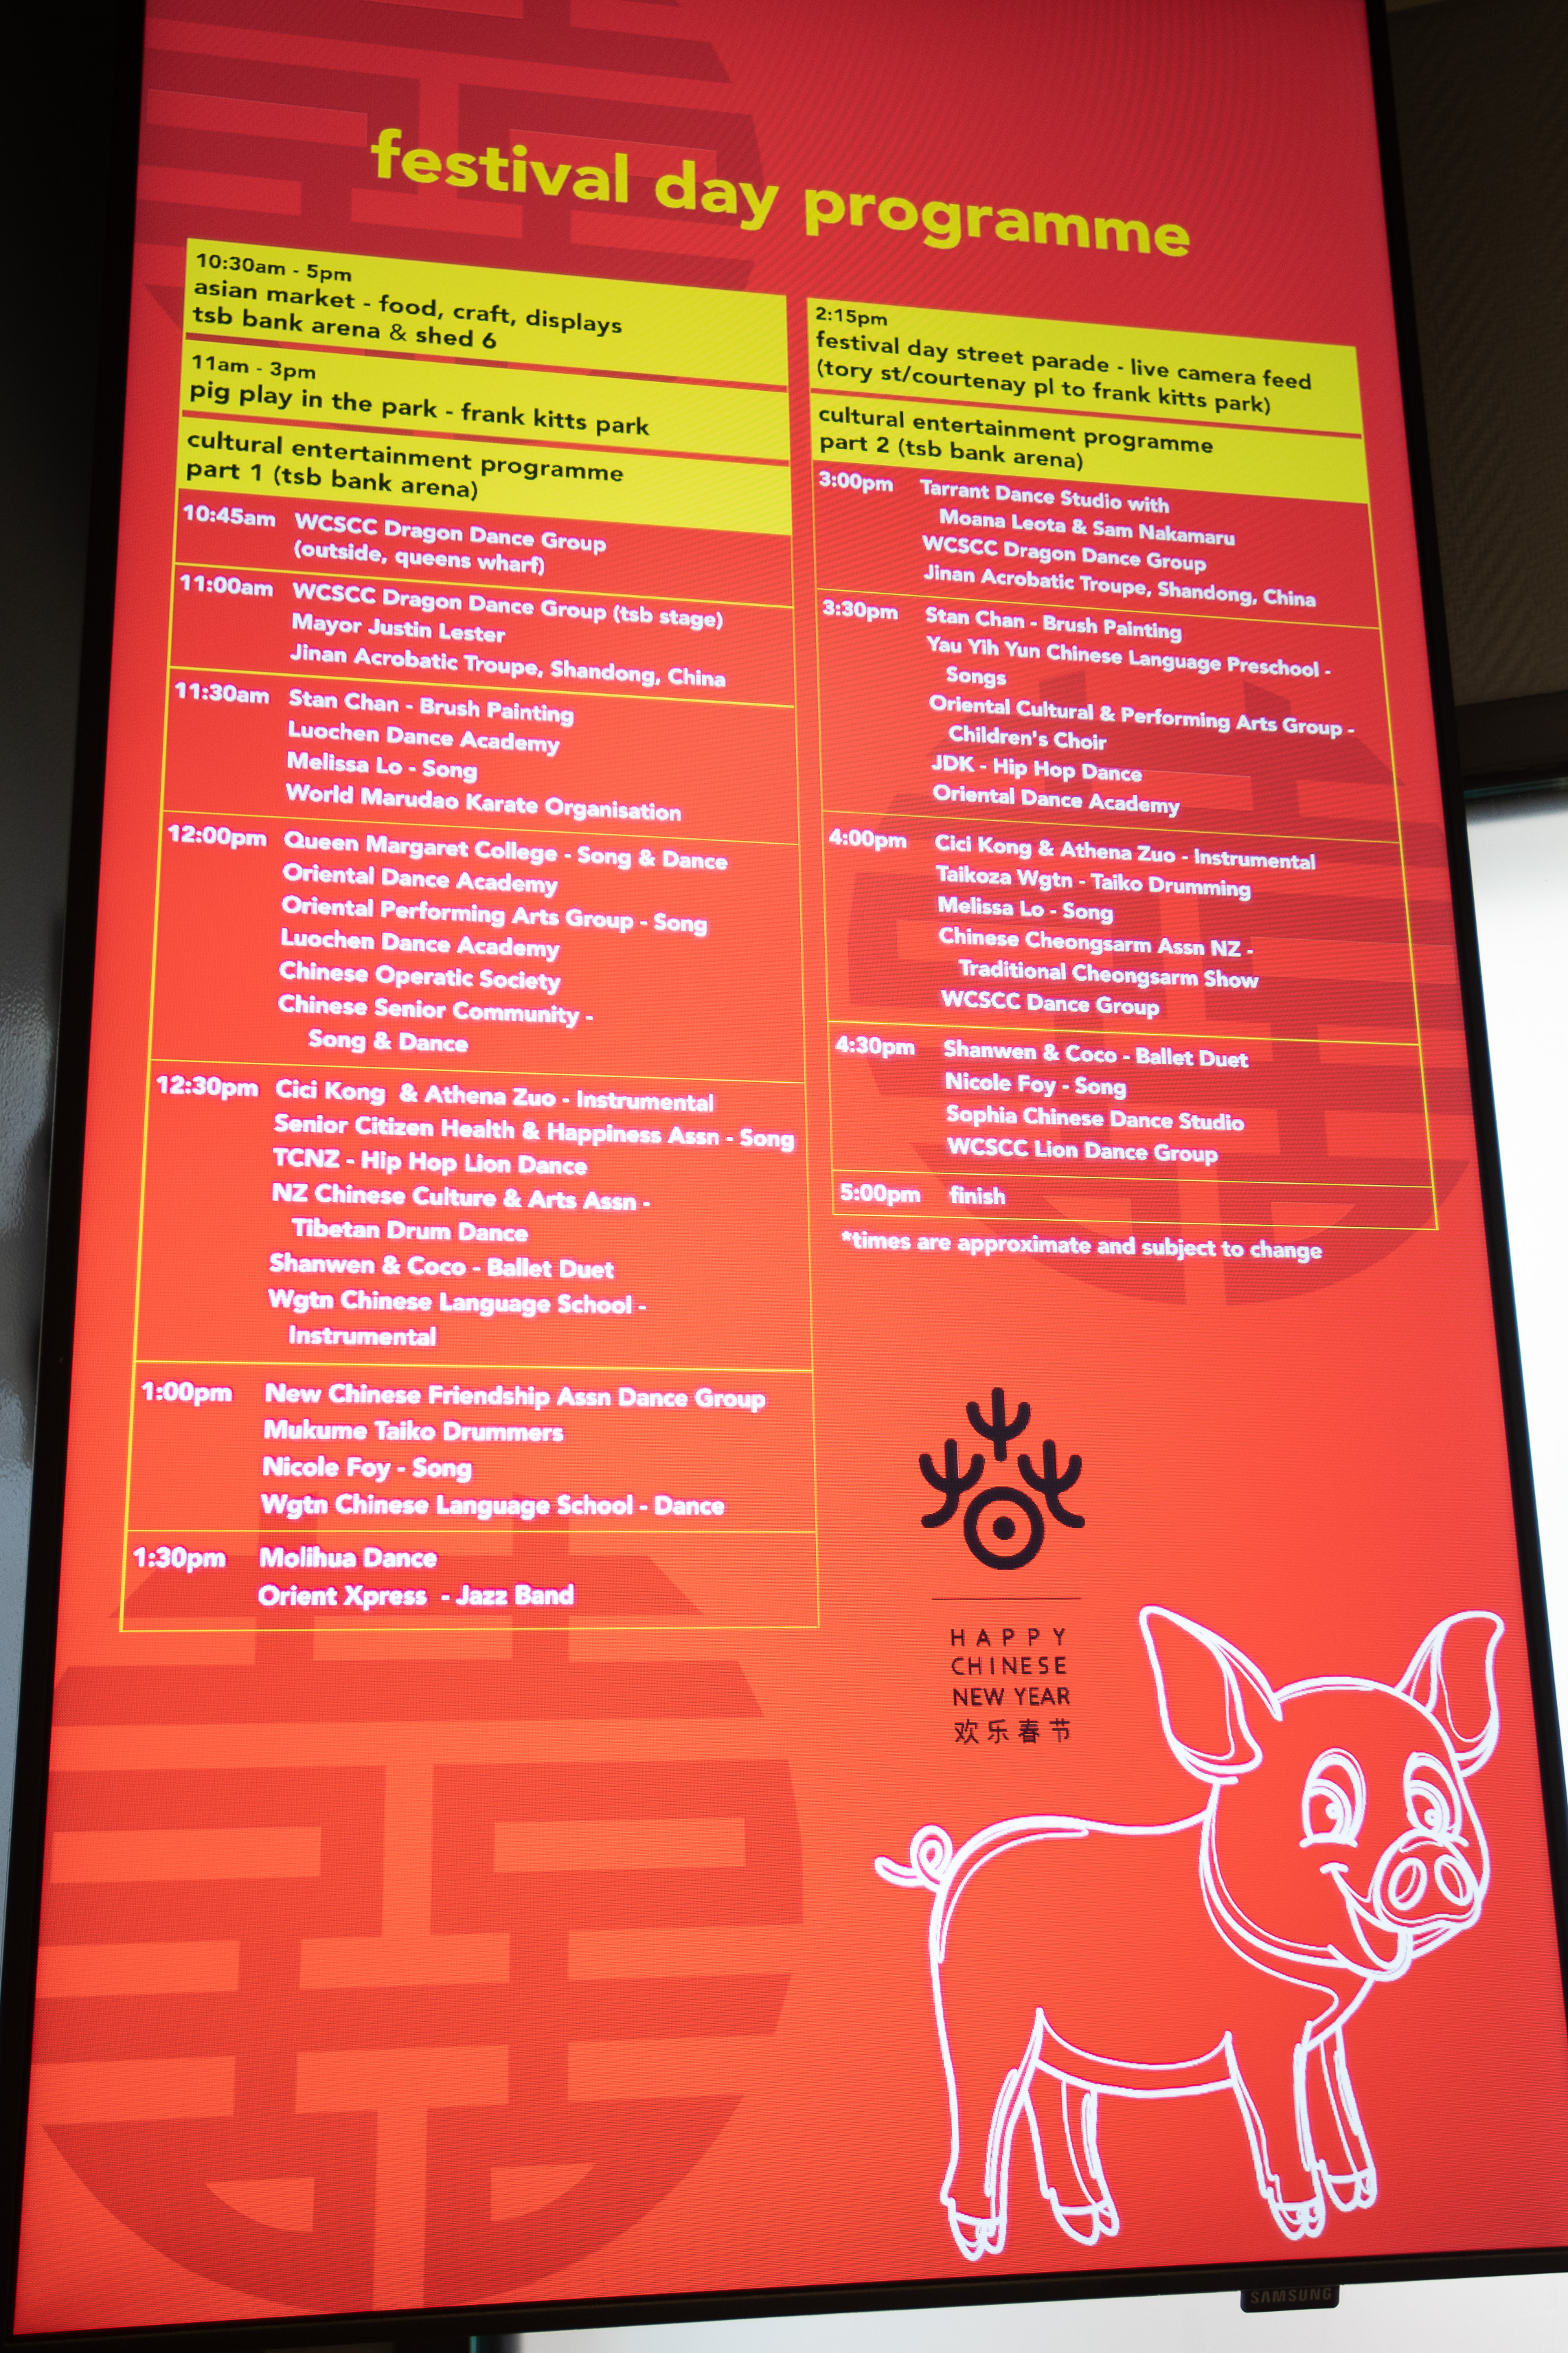 festival day programme
10:30am - 5pm
asian market - food, craft, displays
tsb bank arena & shed 6
11am - 3pm
pig play in the park - frank kitts park
cultural entertainment programme
part 1 (tsb bank arena)
10:45am WCSCC Dragon Dance Group
(outside, queens wharf)
11:00am WCSCC Dragon Dance Group (tsb stage)
Mayor Justin Lester
Jinan Acrobatic Troupe, Shandong, China
11:30am Stan Chan - Brush Painting
Luochen Dance Academy
Melissa Lo - Song
World Marudao Karate Organisation
12:00pm Queen Margaret College - Song & Dance
Oriental Dance Academy
Oriental Performing Arts Group - Song
Luochen Dance Academy
Chinese Operatic Society
Chinese Senior Community -
Song & Dance
12:30pm Cici Kong & Athena Zuo - Instrumental
Senior Citizen Health & Happiness Assn - Song
TCNZ - Hip Hop Lion Dance
NZ Chinese Culture & Arts Assn -
Tibetan Drum Dance
Shanwen & Coco - Ballet Duet
Wgtn Chinese Language School -
Instrumental
1:00pm New Chinese Friendship Assn Dance Group
Mukume Taiko Drummers
Nicole Foy - Song
Wgtn Chinese Language School - Dance
1:30pm Molihua Dance
Orient Xpress - Jazz Band
2:15pm
festival day street parade - live camera feed
(tory st/courtenay pl to frank kitts park)
cultural entertainment programme
part 2 (tsb bank arena)
3:00pm Tarrant Dance Studio with
Moana Leota & Sam Nakamaru
WCSCC Dragon Dance Group
Jinan Acrobatic Troupe, Shandong, China
3:30pm Stan Chan - Brush Painting
Yau Yih Yun Chinese Language Preschool -
Songs
Oriental Cultural & Performing Arts Group -
Children's Choir
JDK - Hip Hop Dance
Oriental Dance Academy
4:00pm Cici Kong & Athena Zuo - Instrumental
Taikoza Wgtn - Taiko Drumming
Melissa Lo - Song
Chinese Cheongsarm Assn NZ -
Traditional Cheongsarm Show
WCSCC Dance Group
4:30pm Shanwen & Coco - Ballet Duet
Nicole Foy - Song
Sophia Chinese Dance Studio
WCSCC Lion Dance Group
5:00pm finish
*times are approximate and subject to change
HAPPY
CHINESE
NEW YEAR
欢乐春节
SAMSUNG